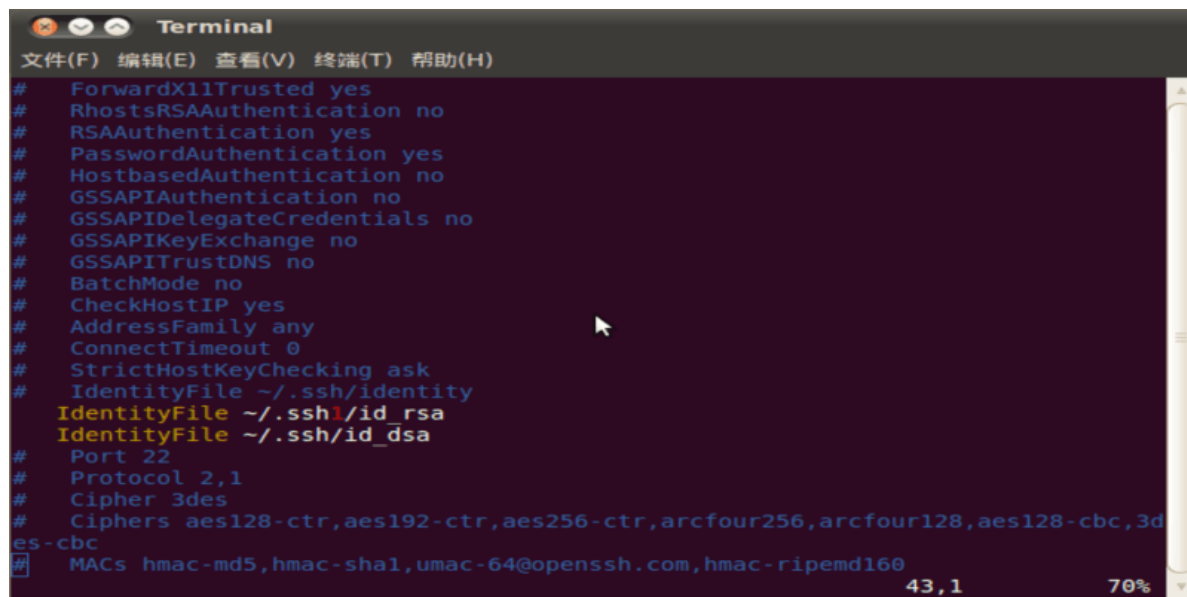 Terminal
文件(F) 编辑(E) 查看(V) 终端(T) 帮助(H)
#   ForwardX11Trusted yes
#   RhostsRSAAuthentication no
#   RSAAuthentication yes
#   PasswordAuthentication yes
#   HostbasedAuthentication no
#   GSSAPIAuthentication no
#   GSSAPIDelegateCredentials no
#   GSSAPIKeyExchange no
#   GSSAPITrustDNS no
#   BatchMode no
#   CheckHostIP yes
#   AddressFamily any
#   ConnectTimeout 0
#   StrictHostKeyChecking ask
#   IdentityFile ~/.ssh/identity
   IdentityFile ~/.ssh1/id_rsa
   IdentityFile ~/.ssh/id_dsa
#   Port 22
#   Protocol 2,1
#   Cipher 3des
#   Ciphers aes128-ctr,aes192-ctr,aes256-ctr,arcfour256,arcfour128,aes128-cbc,3d
es-cbc
#   MACs hmac-md5,hmac-sha1,umac-64@openssh.com,hmac-ripemd160
43,1 70%